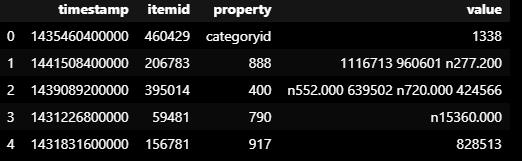 timestamp itemid property value
0 1435460400000 460429 categoryid 1338
1 1441508400000 206783 888 1116713 960601 n277.200
2 1439089200000 395014 400 n552.000 639502 n720.000 424566
3 1431226800000 59481 790 n15360.000
4 1431831600000 156781 917 828513